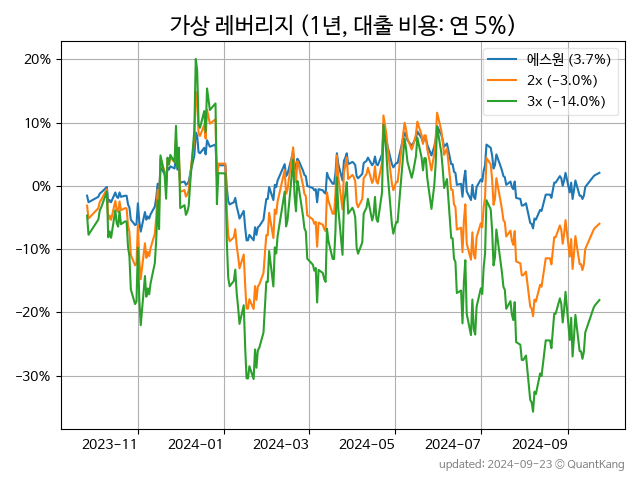 가상 레버리지 (1년, 대출 비용: 연 5%)
에스원 (3.7%)
2x (−3.0%)
3x (−14.0%)
20%
10%
0%
−10%
−20%
−30%
2023-11 2024-01 2024-03 2024-05 2024-07 2024-09
updated: 2024-09-23 © QuantKang